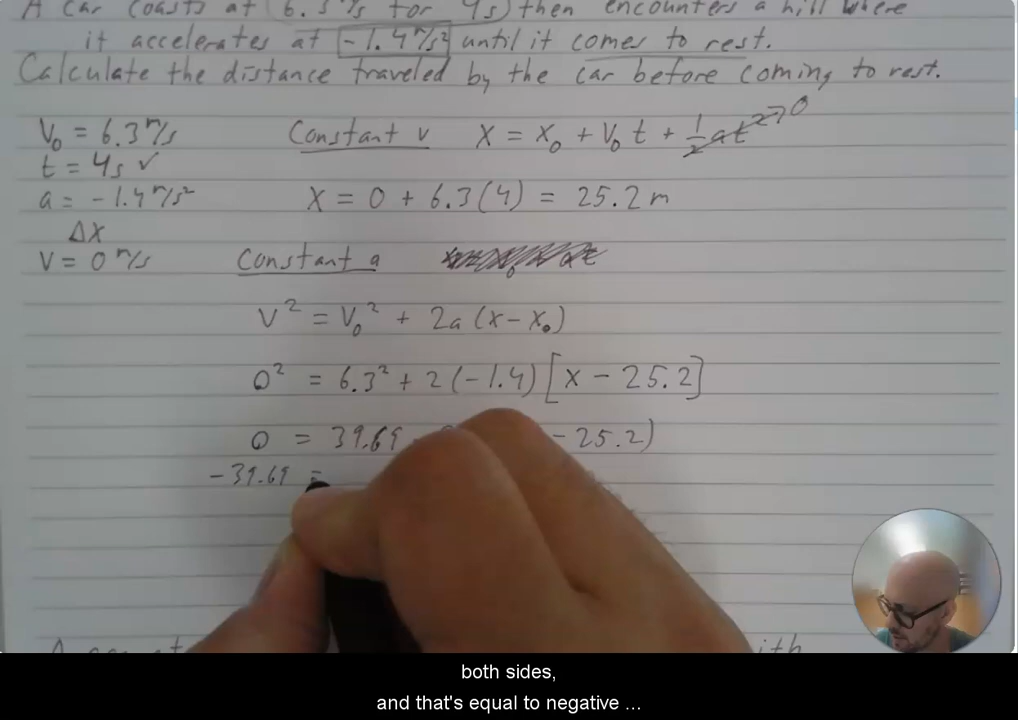 A car coasts at 6.3 m/s for 4s then encounters a hill where
it accelerates at -1.4 m/s² until it comes to rest.
Calculate the distance traveled by the car before coming to rest.
V₀ = 6.3 m/s Constant v X = X₀ + V₀ t + 1/2 at² → 0
t = 4s ✓
a = -1.4 m/s² X = 0 + 6.3(4) = 25.2 m
ΔX
V = 0 m/s Constant a
V² = V₀² + 2a (X - X₀)
0² = 6.3² + 2(-1.4) [X - 25.2]
0 = 39.69 - 25.2)
-39.69 =
both sides,
and that's equal to negative ...